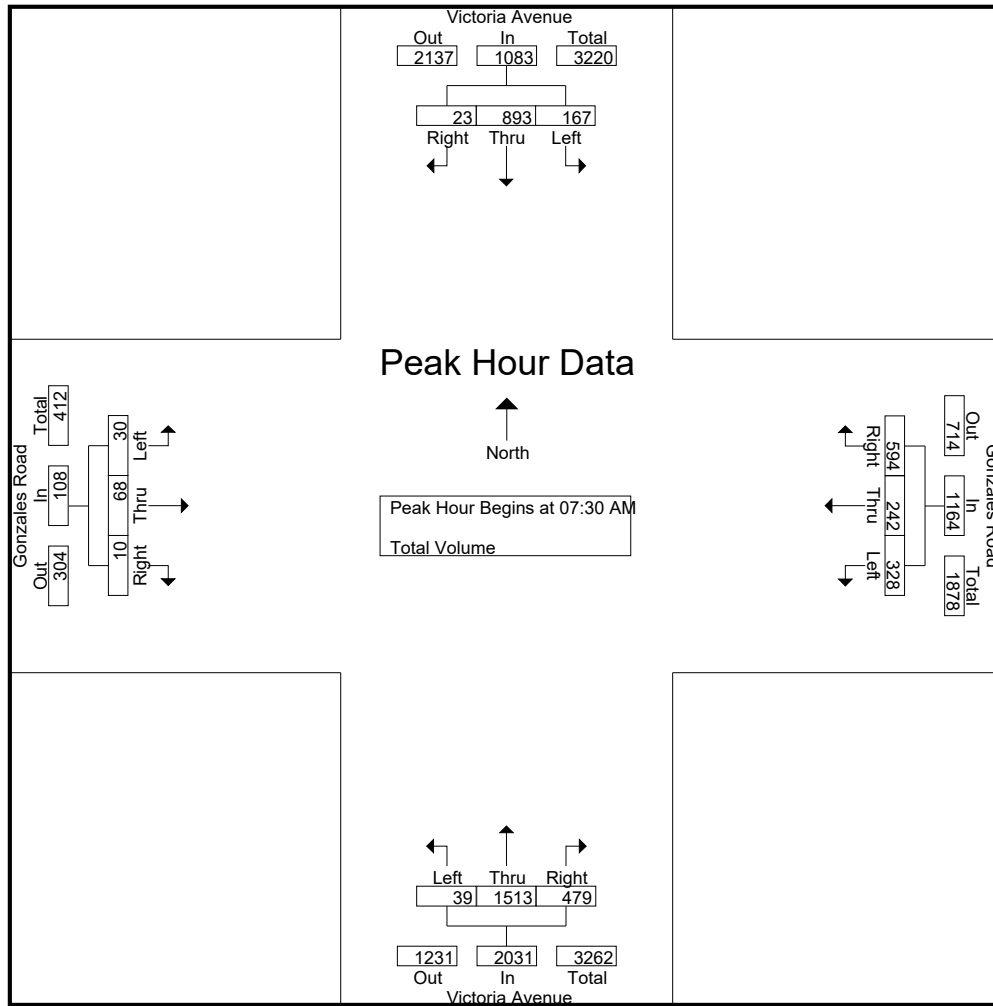 Victoria Avenue
Out In Total
2137 1083 3220
23 893 167
Right Thru Left
Peak Hour Data
North
Peak Hour Begins at 07:30 AM
Total Volume
Gonzales Road
Total In Out
412 108 304
30 68 10
Left Thru Right
Gonzales Road
Out In Total
714 1164 1878
594 242 328
Right Thru Left
Left Thru Right
39 1513 479
1231 2031 3262
Out In Total
Victoria Avenue